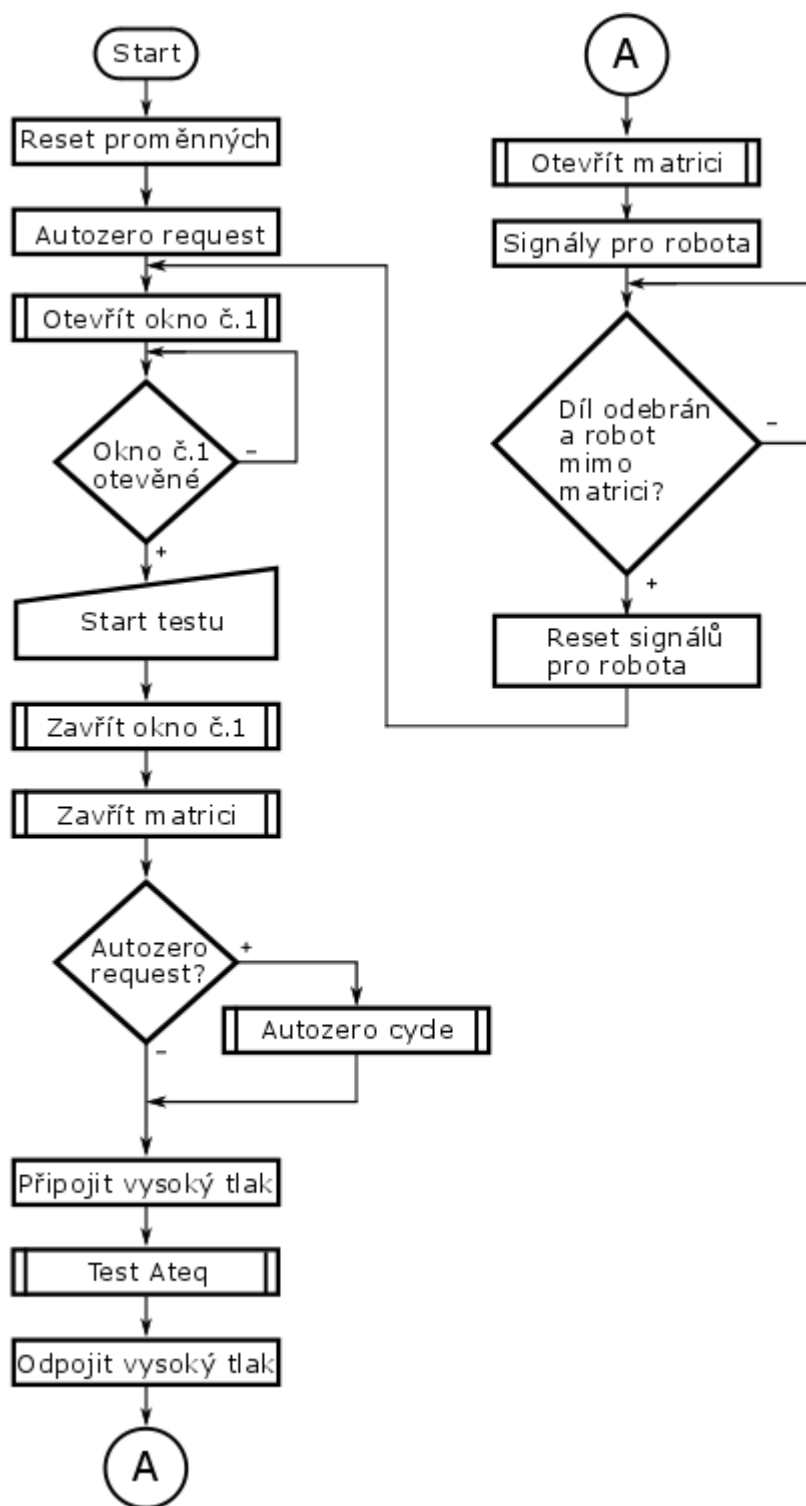 Start
Reset proměnných
Autozero request
Otevřít okno č.1
Okno č.1
otevěné
-
+
Start testu
Zavřít okno č.1
Zavřít matrici
Autozero
request?
+
-
Autozero cycle
Připojit vysoký tlak
Test Ateq
Odpojit vysoký tlak
A
A
Otevřít matrici
Signály pro robota
Díl odebrán
a robot
mimo
matrici?
-
+
Reset signálů
pro robota